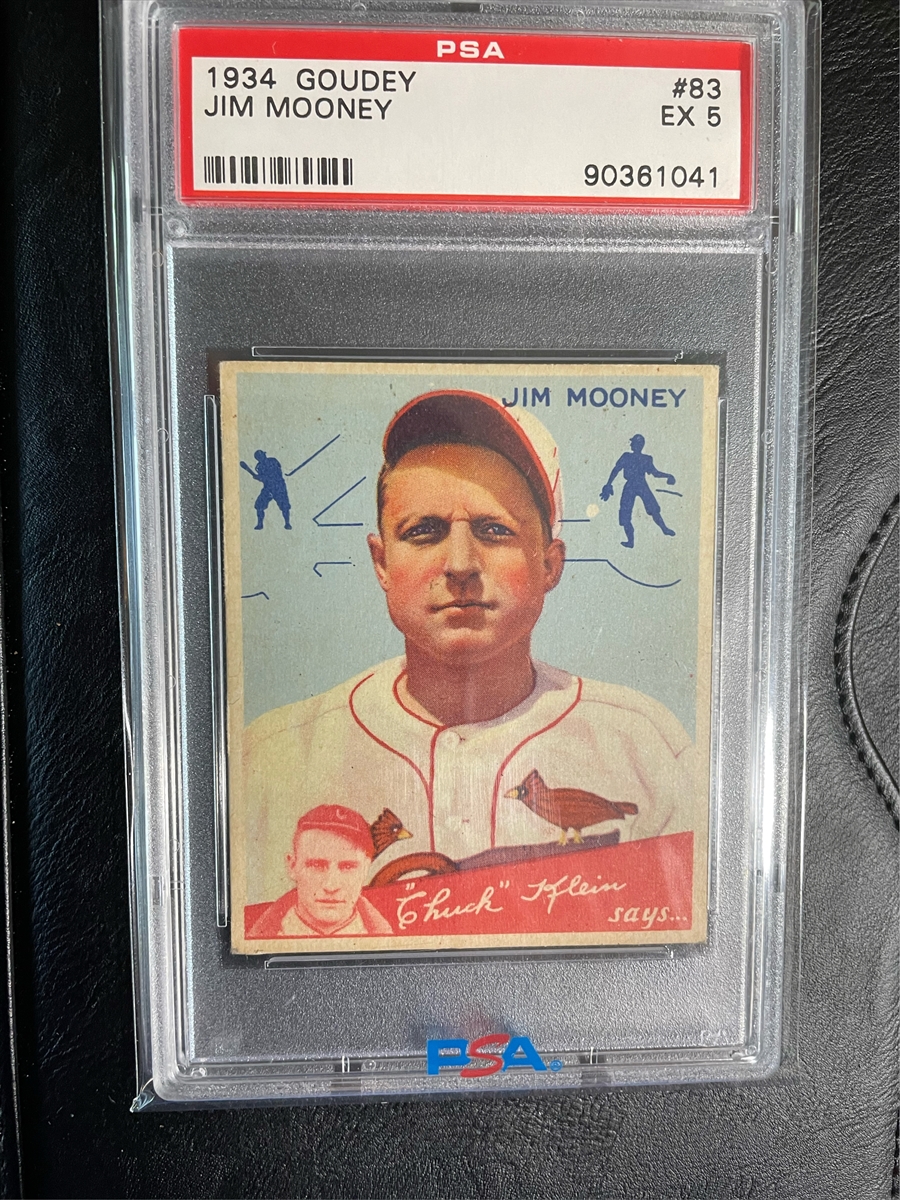 PSA
1934 GOUDEY
#83
JIM MOONEY
EX 5
90361041
JIM MOONEY
C
"Chuck" Klein
says...
PSA®